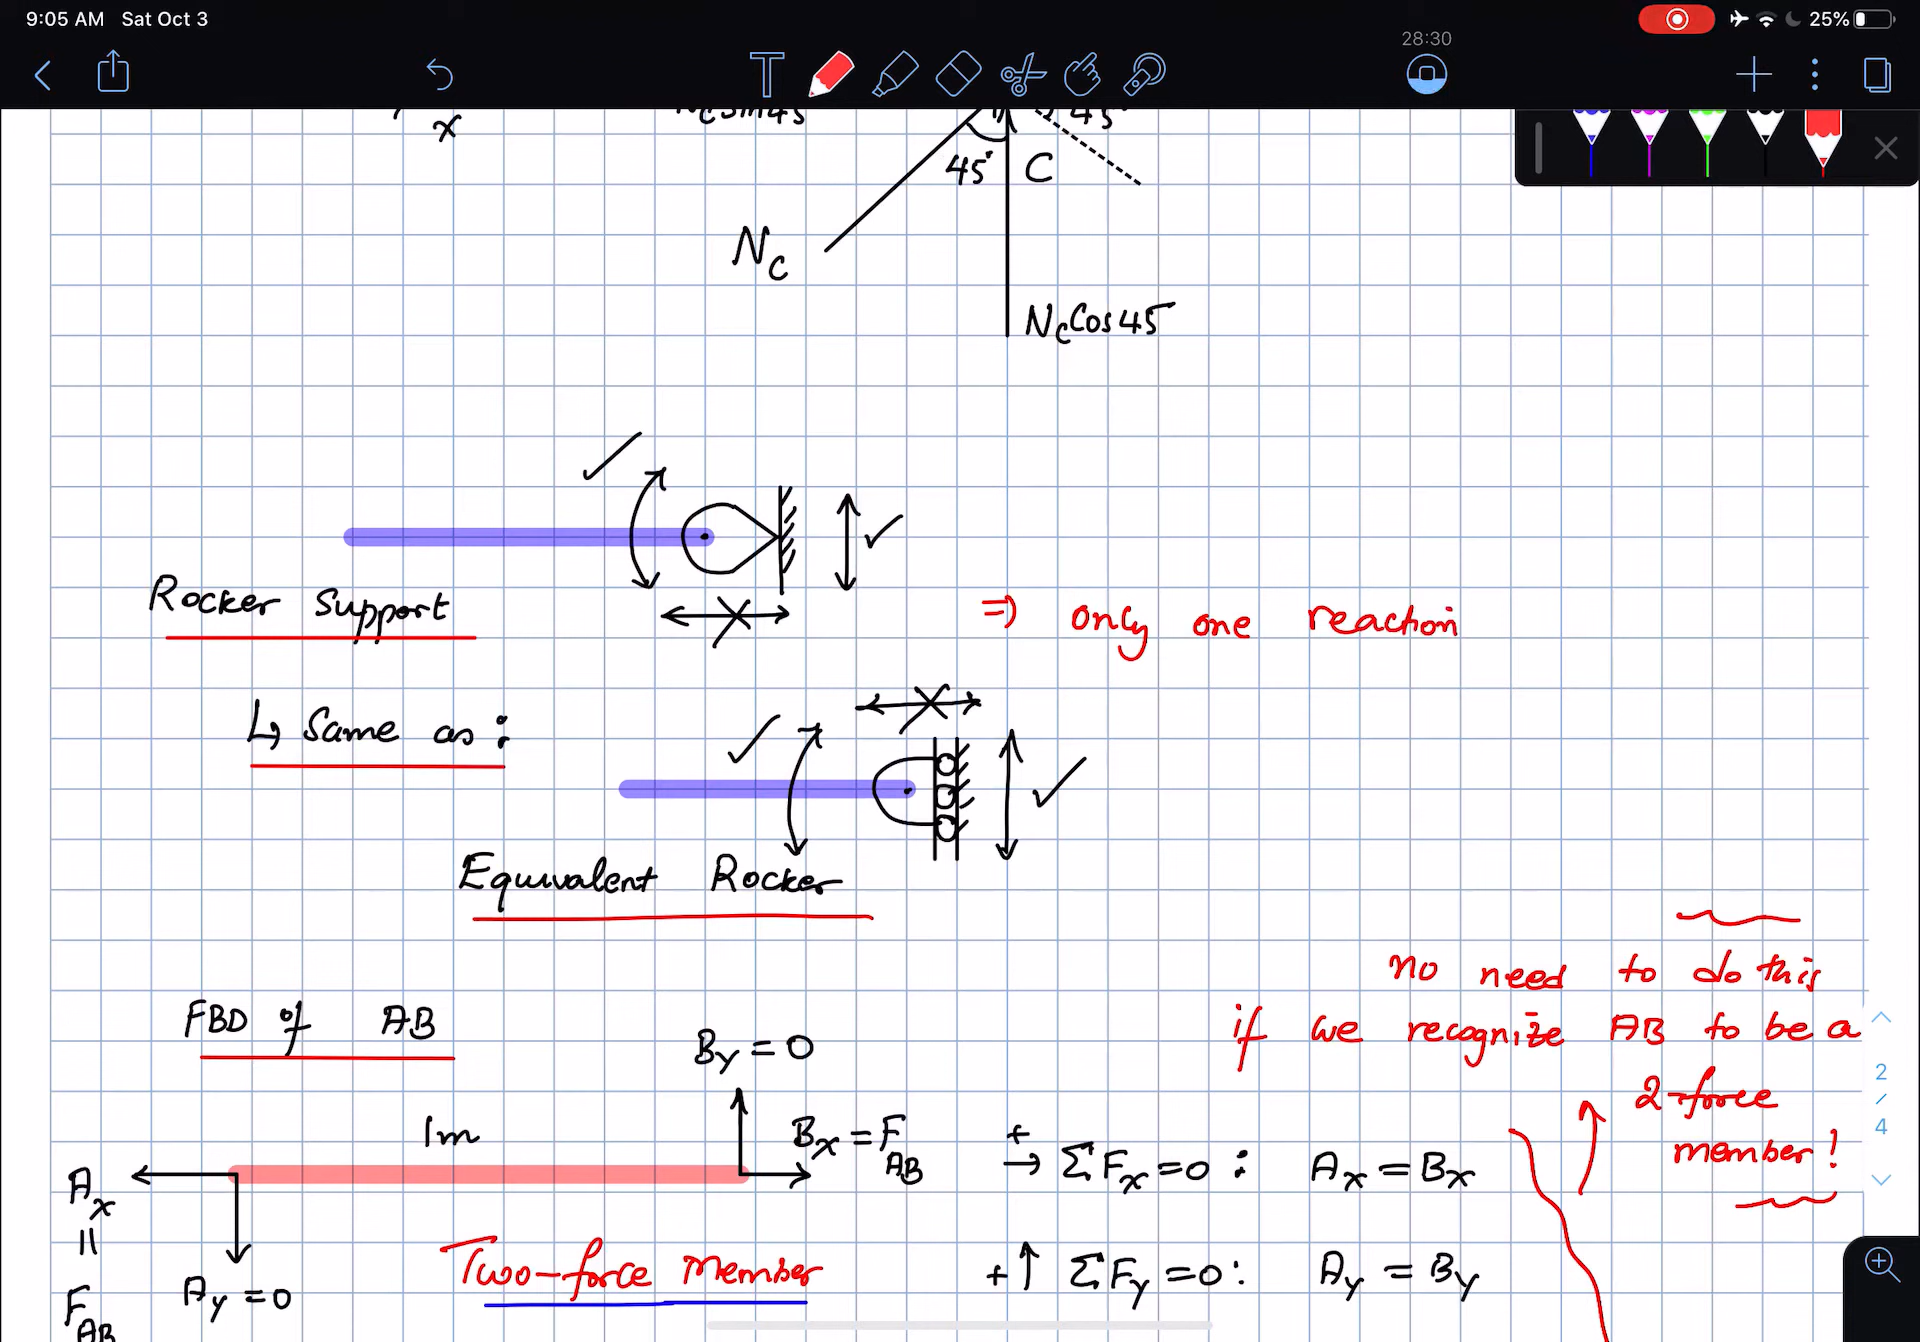 9:05 AM Sat Oct 3
25%
28:30
T
x
45°
45° C
N_C
N_C Cos 45
Rocker Support
⇒ only one reaction
↳ Same as:
Equivalent Rocker
no need to do this
if we recognize AB to be a
2-force
member!
FBD of AB
B_y = 0
1m
B_x = F_AB
A_x
=
F_AB
A_y = 0
Two-force Member
+→ ΣF_x = 0 : A_x = B_x
+↑ ΣF_y = 0 : A_y = B_y
2
/
4